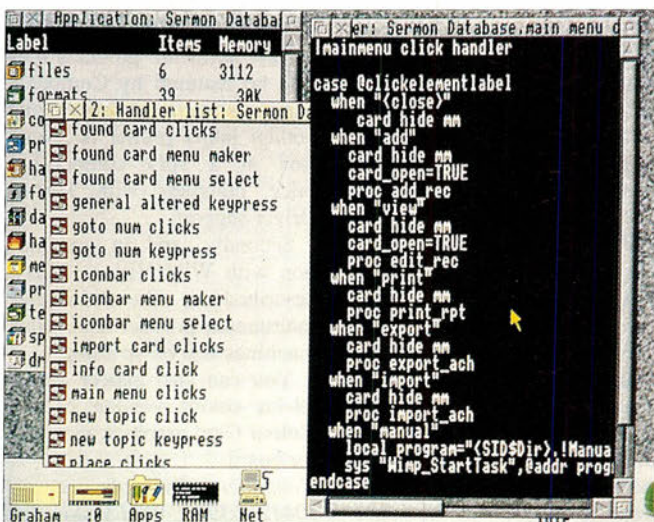 Application: Sermon Databa
Label Items Memory
files 6 3112
formats 39 30K
2: Handler list: Sermon Da
found card clicks
found card menu maker
found card menu select
general altered keypress
goto num clicks
goto num keypress
iconbar clicks
iconbar menu maker
iconbar menu select
import card clicks
info card click
main menu clicks
new topic click
new topic keypress
place clicks
Graham :0 Apps RAM Net
er: Sermon Database,main menu c
!mainmenu click handler
case @clickelementlabel
when "{close}"
card hide mm
when "add"
card hide mm
card_open=TRUE
proc add_rec
when "view"
card hide mm
card_open=TRUE
proc edit_rec
when "print"
card hide mm
proc print_rpt
when "export"
card hide mm
proc export_ach
when "import"
card hide mm
proc import_ach
when "manual"
local_program="{SID$Dir}.!Manua
sys "Wimp_StartTask",@addr prog
endcase